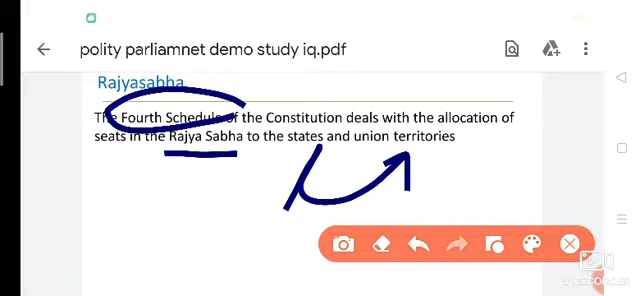 polity parliamnet demo study iq.pdf
Rajyasabha
The Fourth Schedule of the Constitution deals with the allocation of
seats in the Rajya Sabha to the states and union territories
V RECORDER